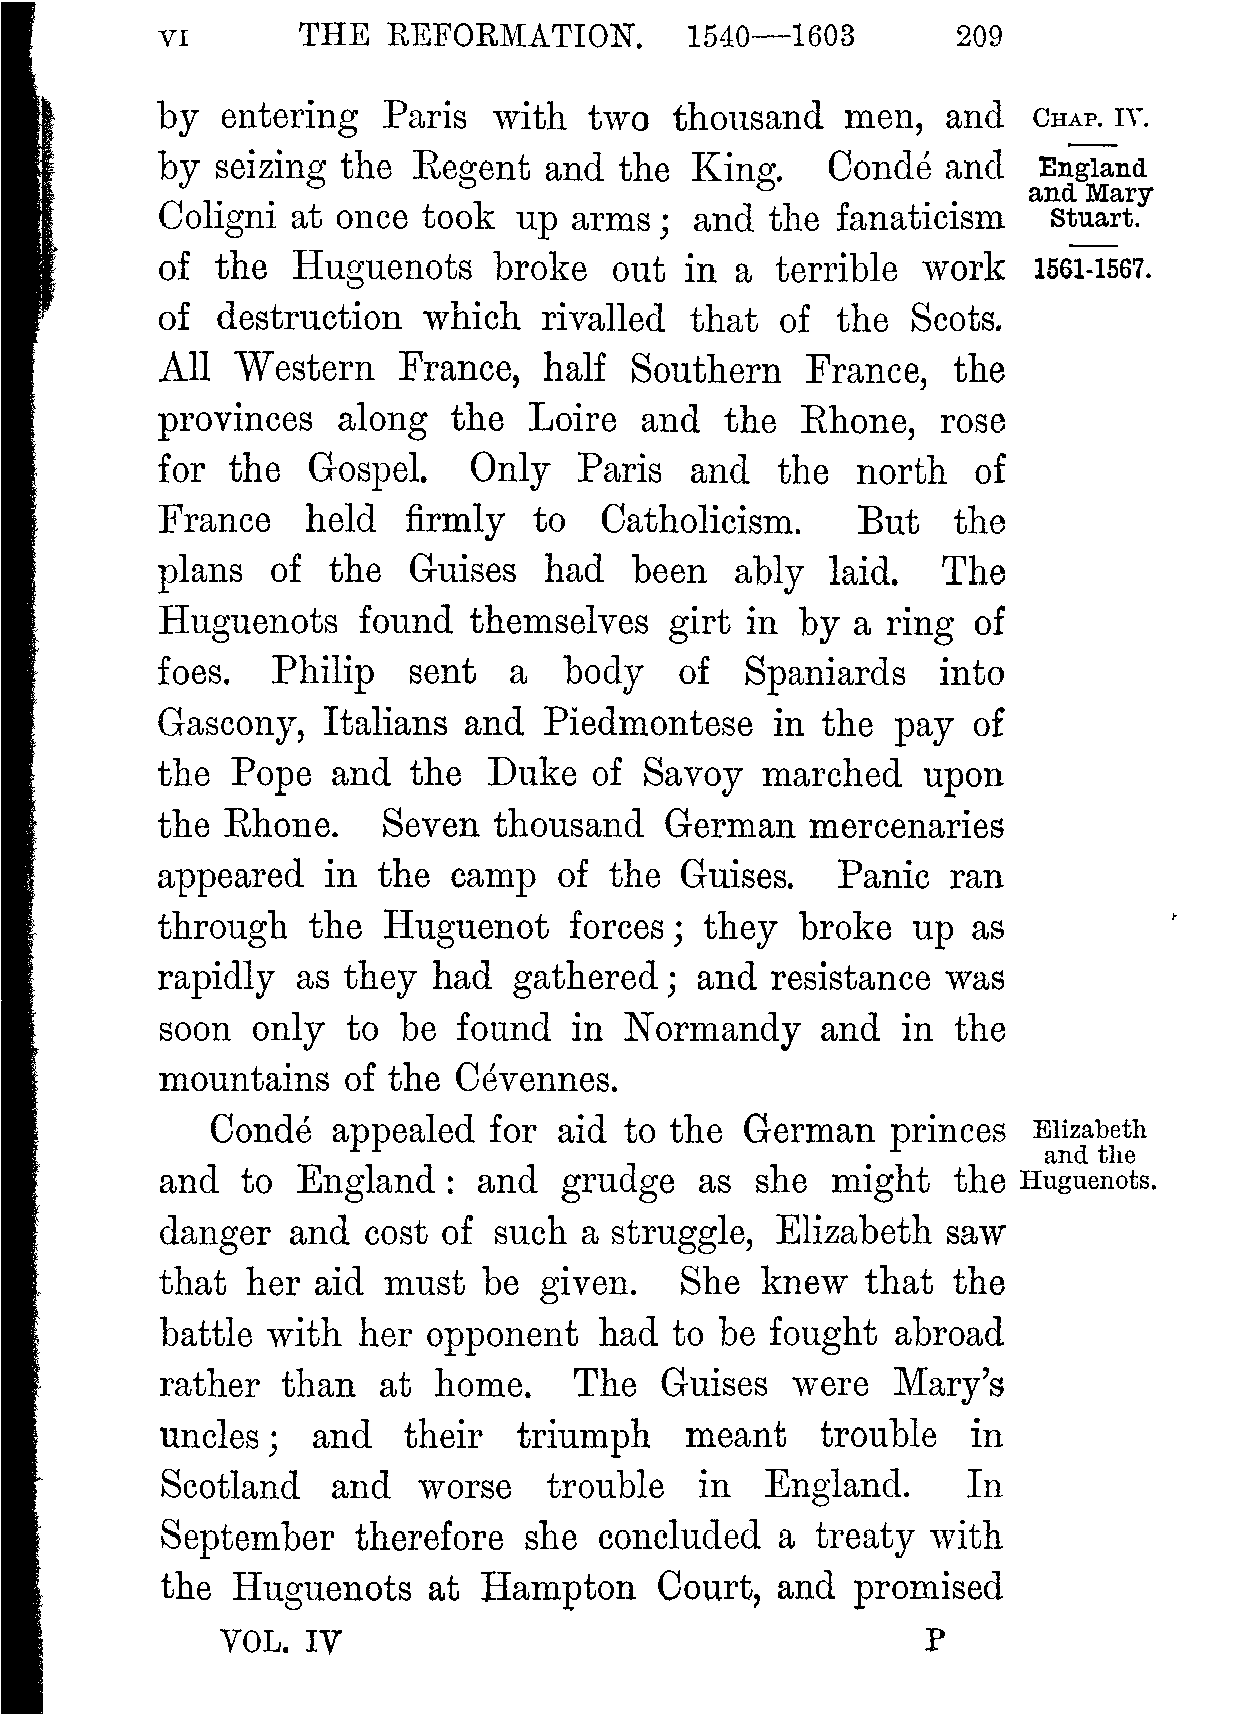 VI THE REFORMATION. 1540—1603 209
by entering Paris with two thousand men, and
by seizing the Regent and the King. Condé and
Coligni at once took up arms; and the fanaticism
of the Huguenots broke out in a terrible work
of destruction which rivalled that of the Scots.
All Western France, half Southern France, the
provinces along the Loire and the Rhone, rose
for the Gospel. Only Paris and the north of
France held firmly to Catholicism. But the
plans of the Guises had been ably laid. The
Huguenots found themselves girt in by a ring of
foes. Philip sent a body of Spaniards into
Gascony, Italians and Piedmontese in the pay of
the Pope and the Duke of Savoy marched upon
the Rhone. Seven thousand German mercenaries
appeared in the camp of the Guises. Panic ran
through the Huguenot forces; they broke up as
rapidly as they had gathered; and resistance was
soon only to be found in Normandy and in the
mountains of the Cévennes.
Condé appealed for aid to the German princes
and to England: and grudge as she might the
danger and cost of such a struggle, Elizabeth saw
that her aid must be given. She knew that the
battle with her opponent had to be fought abroad
rather than at home. The Guises were Mary's
uncles; and their triumph meant trouble in
Scotland and worse trouble in England. In
September therefore she concluded a treaty with
the Huguenots at Hampton Court, and promised
VOL. IV P
CHAP. IV.
England
and Mary
Stuart.
1561-1567.
Elizabeth
and the
Huguenots.